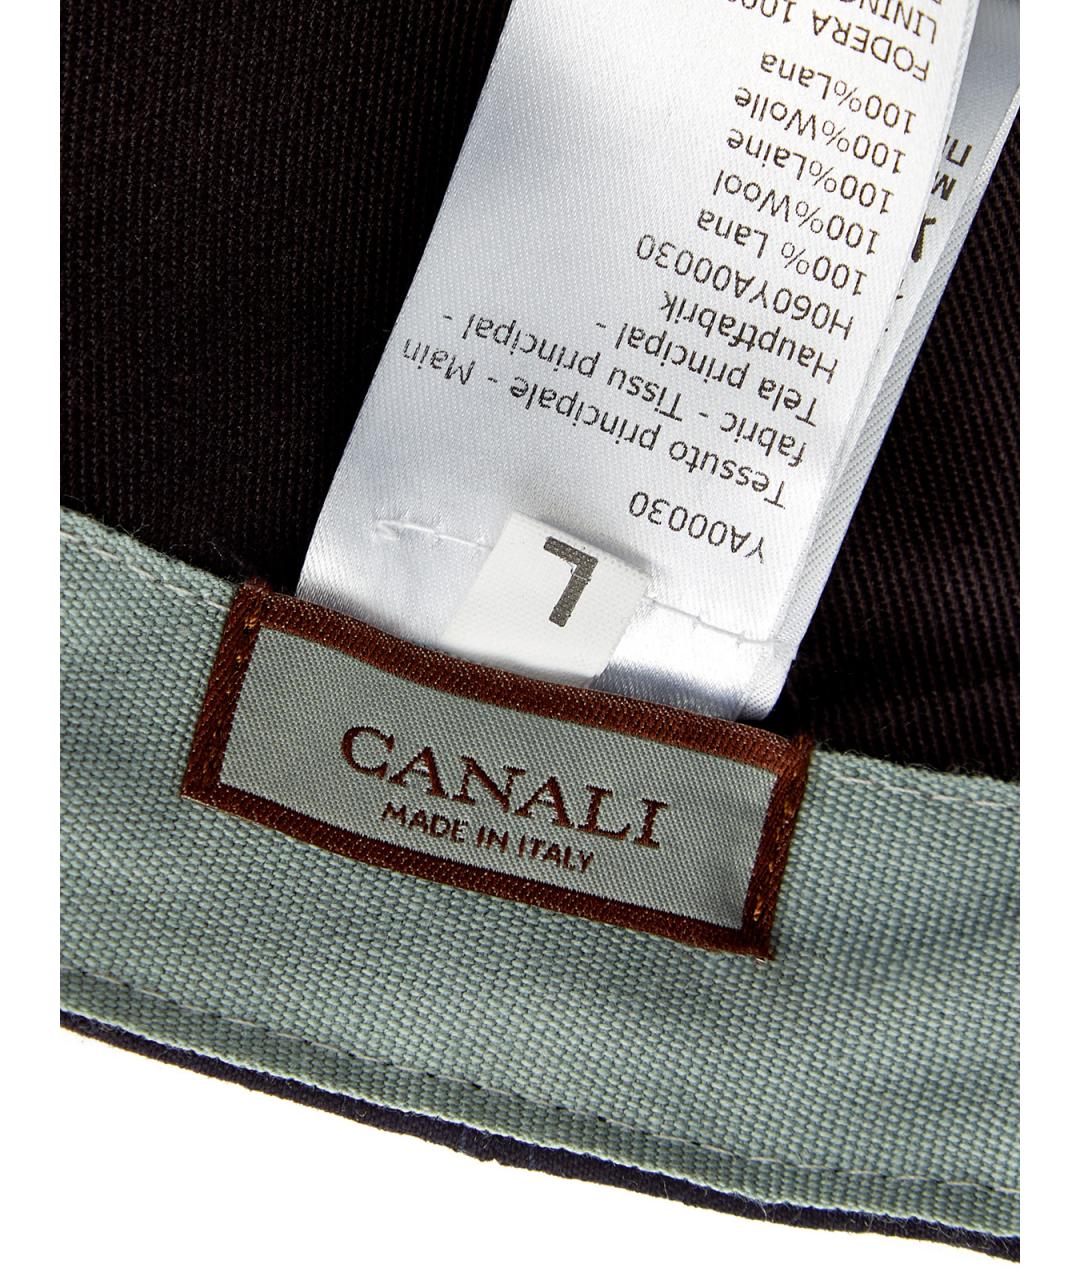 YA00030
Tessuto principale - Main
fabric - Tissu principal -
Tela principal -
Hauptfabrik
H060YA00030
100% Lana
100%Wool
100%Laine
100%Wolle
100%Lana
FODERA 100%
LINING
L
CANALI
MADE IN ITALY